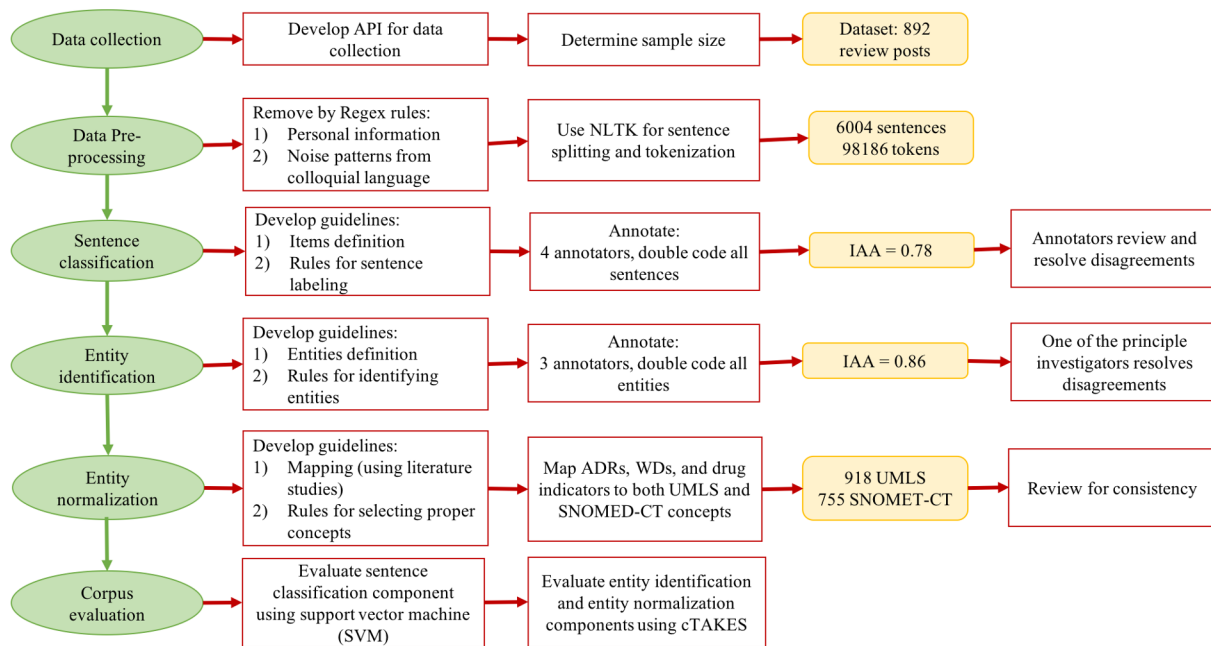 Data collection
Develop API for data
collection
Determine sample size
Dataset: 892
review posts
Data Pre-
processing
Remove by Regex rules:
1) Personal information
2) Noise patterns from
colloquial language
Use NLTK for sentence
splitting and tokenization
6004 sentences
98186 tokens
Sentence
classification
Develop guidelines:
1) Items definition
2) Rules for sentence
labeling
Annotate:
4 annotators, double code all
sentences
IAA = 0.78
Annotators review and
resolve disagreements
Entity
identification
Develop guidelines:
1) Entities definition
2) Rules for identifying
entities
Annotate:
3 annotators, double code all
entities
IAA = 0.86
One of the principle
investigators resolves
disagreements
Entity
normalization
Develop guidelines:
1) Mapping (using literature
studies)
2) Rules for selecting proper
concepts
Map ADRs, WDs, and drug
indicators to both UMLS and
SNOMED-CT concepts
918 UMLS
755 SNOMET-CT
Review for consistency
Corpus
evaluation
Evaluate sentence
classification component
using support vector machine
(SVM)
Evaluate entity identification
and entity normalization
components using cTAKES